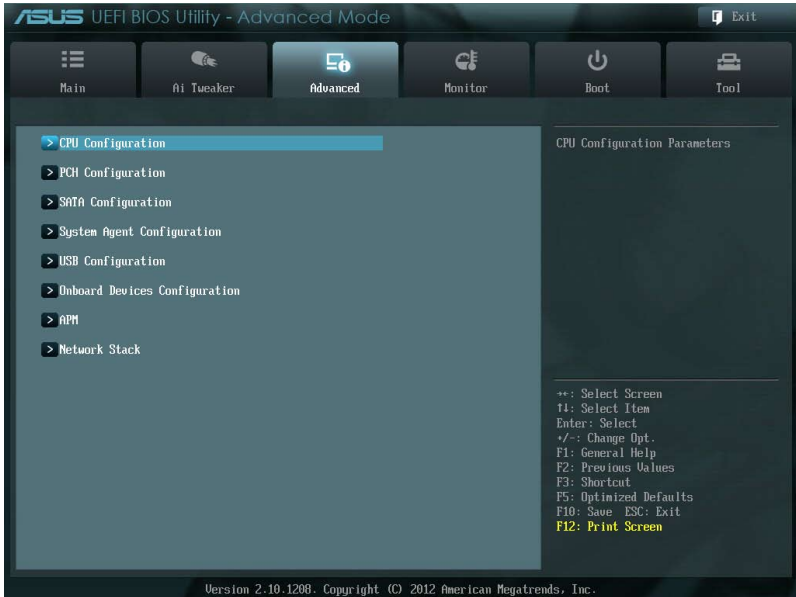 ASUS UEFI BIOS Utility - Advanced Mode
Exit
Main
Ai Tweaker
Advanced
Monitor
Boot
Tool
> CPU Configuration
> PCH Configuration
> SATA Configuration
> System Agent Configuration
> USB Configuration
> Onboard Devices Configuration
> APM
> Network Stack
CPU Configuration Parameters
→←: Select Screen
↑↓: Select Item
Enter: Select
+/-: Change Opt.
F1: General Help
F2: Previous Values
F3: Shortcut
F5: Optimized Defaults
F10: Save ESC: Exit
F12: Print Screen
Version 2.10.1208. Copyright (C) 2012 American Megatrends, Inc.